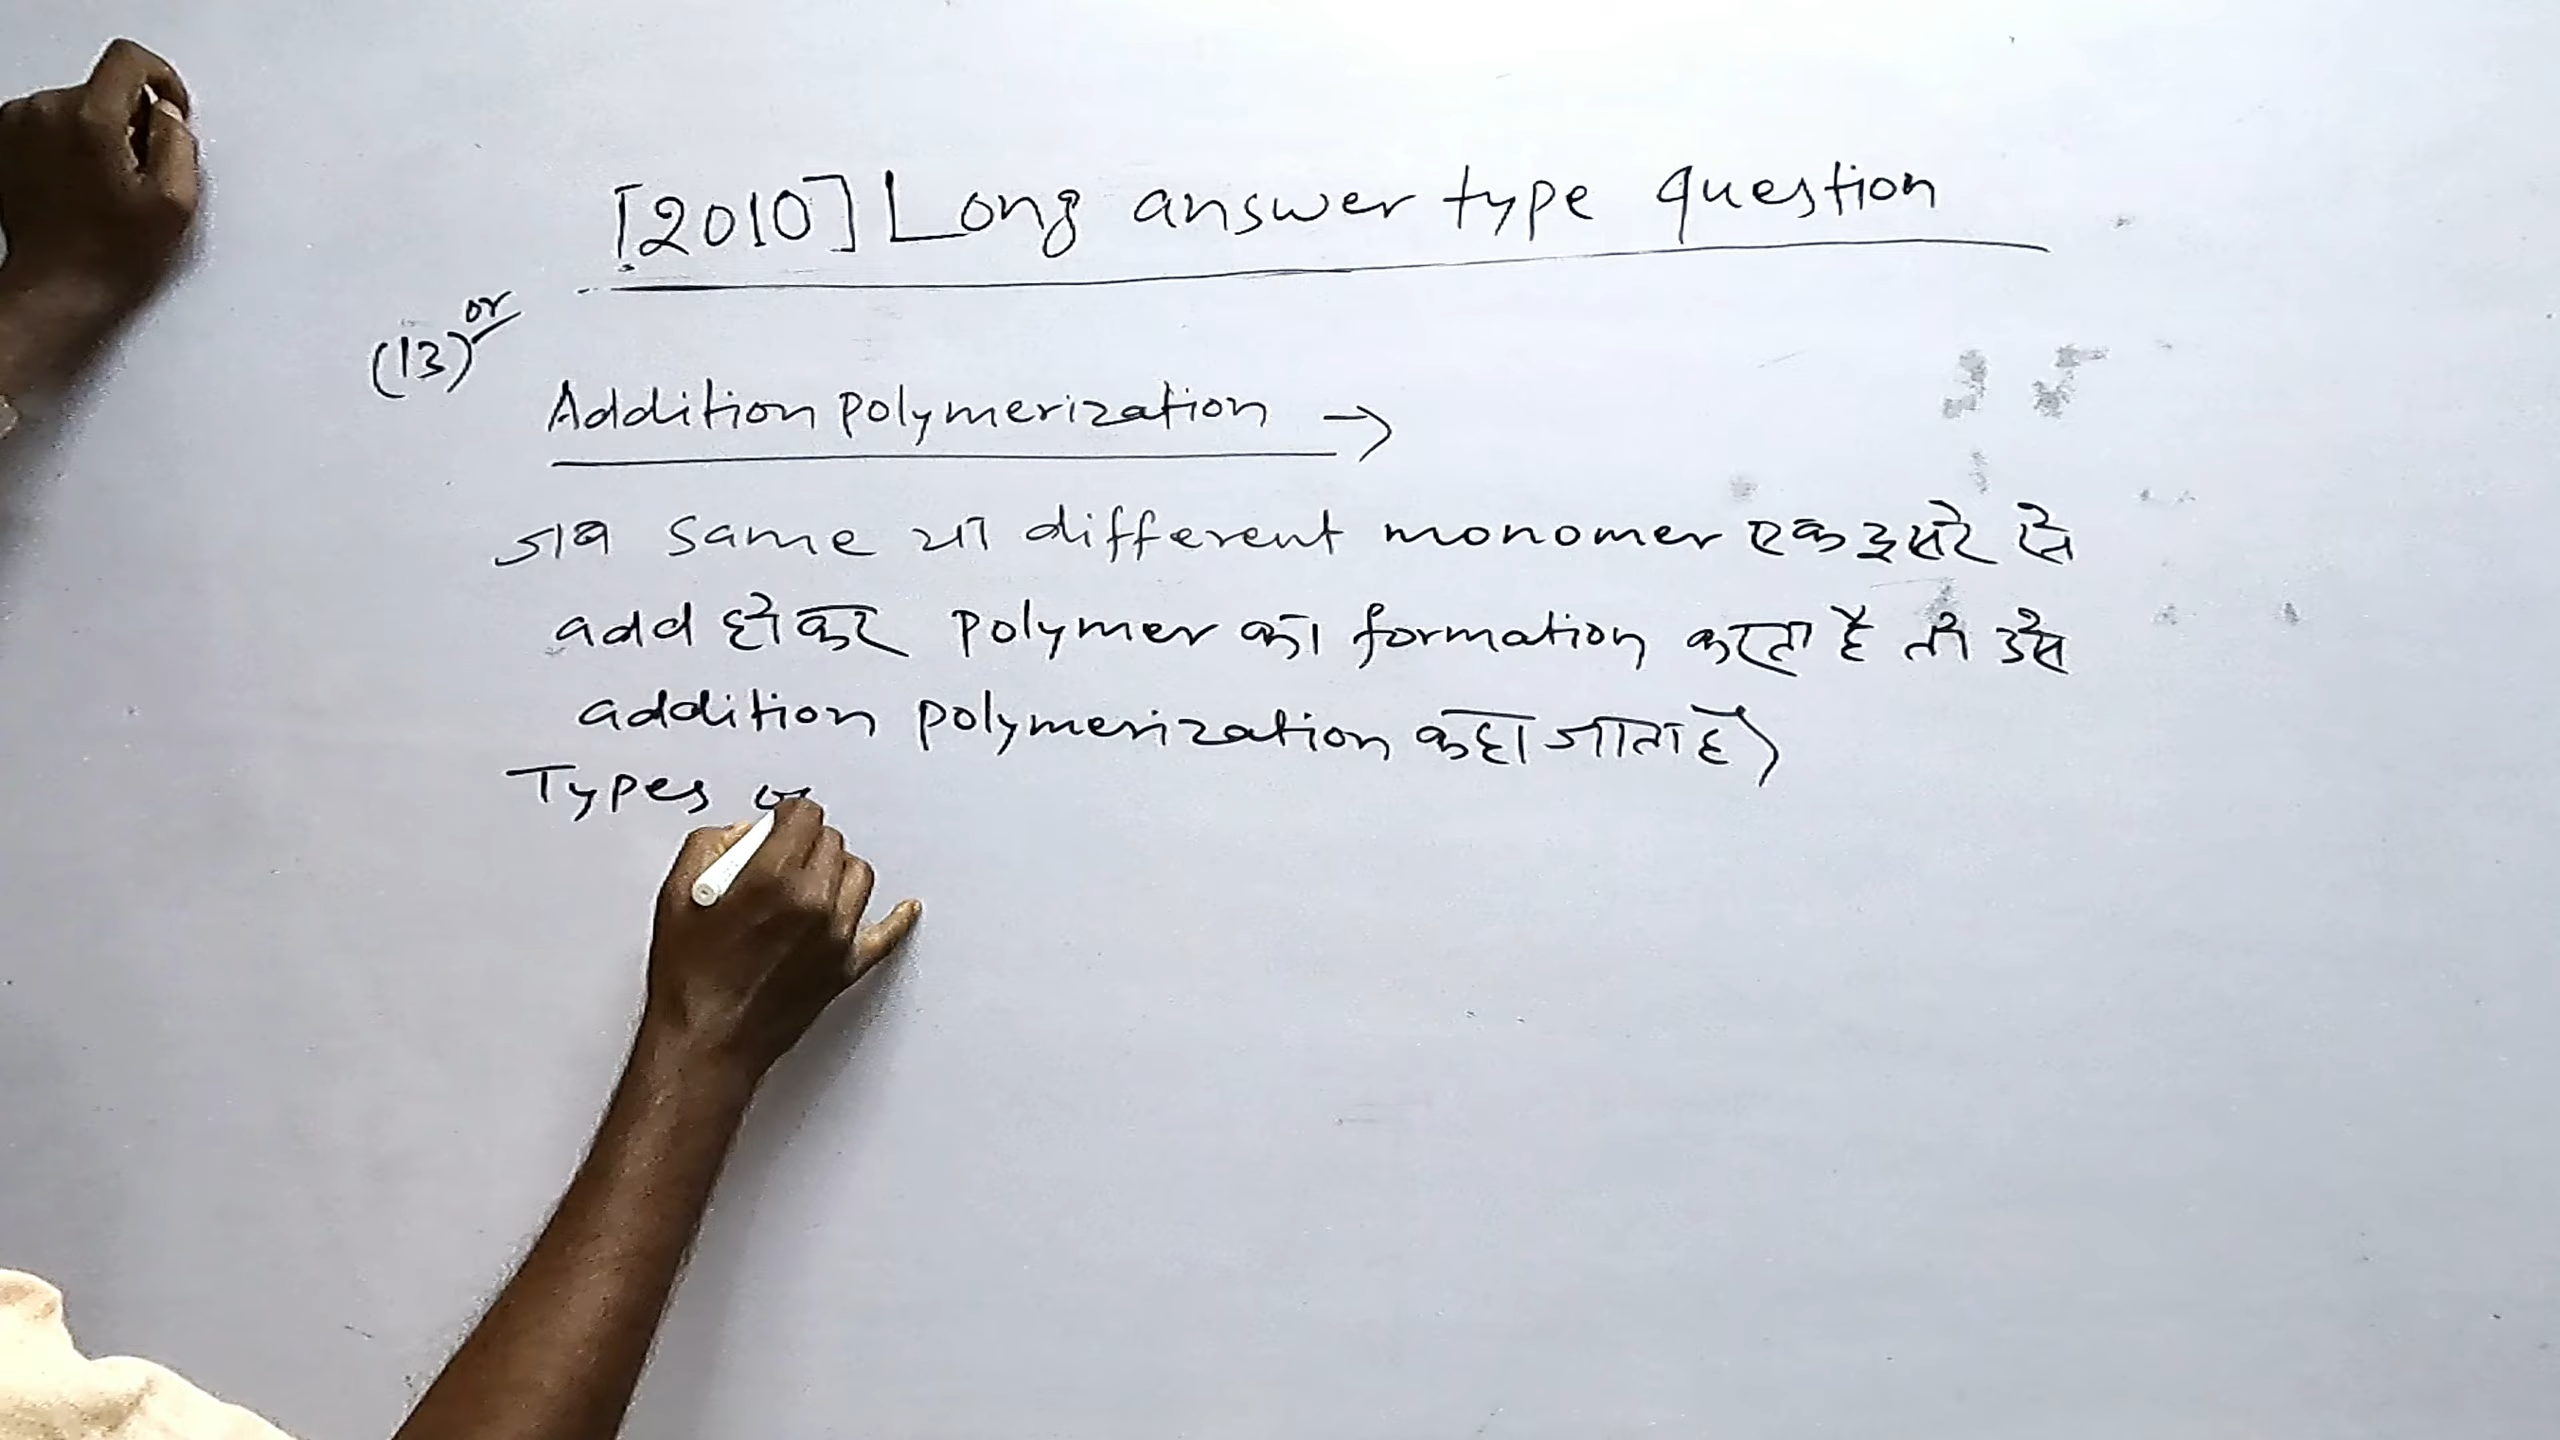 [2010] Long answer type question
(13) or
Addition polymerization →
जब same या different monomer एक दुसरे से
add होकर polymer का formation करता है तो उसे
addition polymerization कहा जाता है)
Types